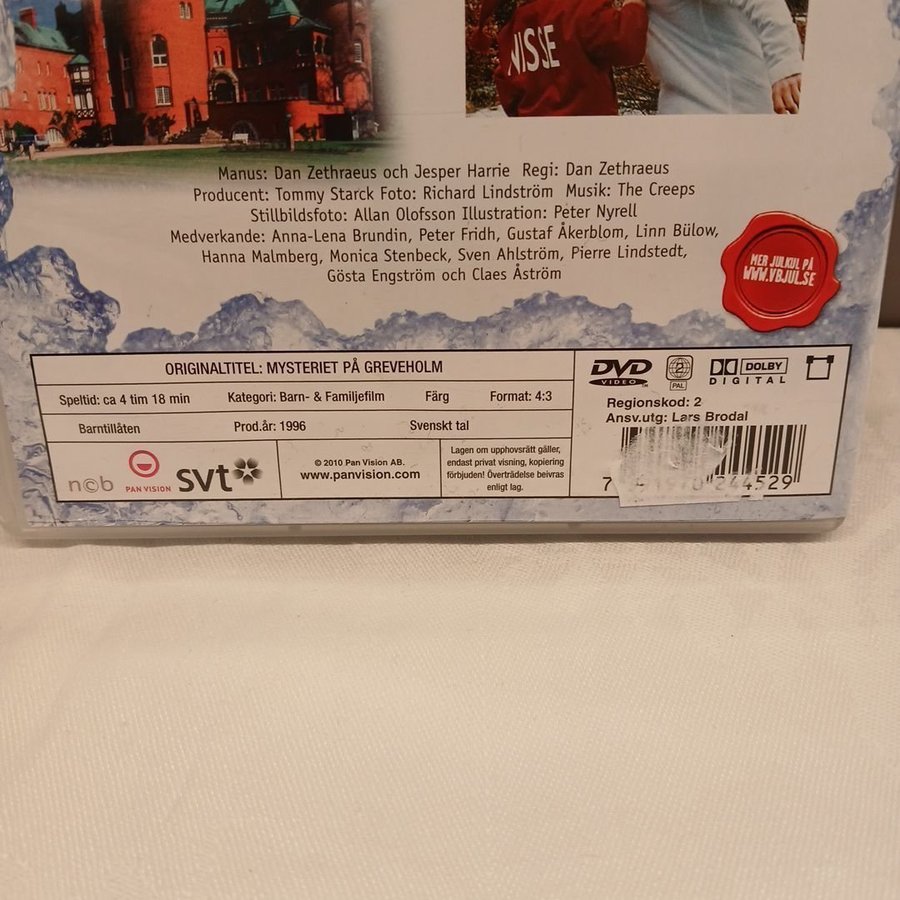 NISSE
Manus: Dan Zethraeus och Jesper Harrie Regi: Dan Zethraeus
Producent: Tommy Starck Foto: Richard Lindström Musik: The Creeps
Stillbildsfoto: Allan Olofsson Illustration: Peter Nyrell
Medverkande: Anna-Lena Brundin, Peter Fridh, Gustaf Åkerblom, Linn Bülow,
Hanna Malmberg, Monica Stenbeck, Sven Ahlström, Pierre Lindstedt,
Gösta Engström och Claes Åström
MER JULKUL PÅ
WWW.VBJUL.SE
ORIGINALTITEL: MYSTERIET PÅ GREVEHOLM
Speltid: ca 4 tim 18 min Kategori: Barn- & Familjefilm Färg Format: 4:3
Barntillåten Prod.år: 1996 Svenskt tal
n©b PAN VISION svt
© 2010 Pan Vision AB.
www.panvision.com
Lagen om upphovsrätt gäller,
endast privat visning, kopiering
förbjuden! Överträdelse beivras
enligt lag.
DVD VIDEO 2 PAL DOLBY DIGITAL
Regionskod: 2
Ansv.utg: Lars Brodal
244529